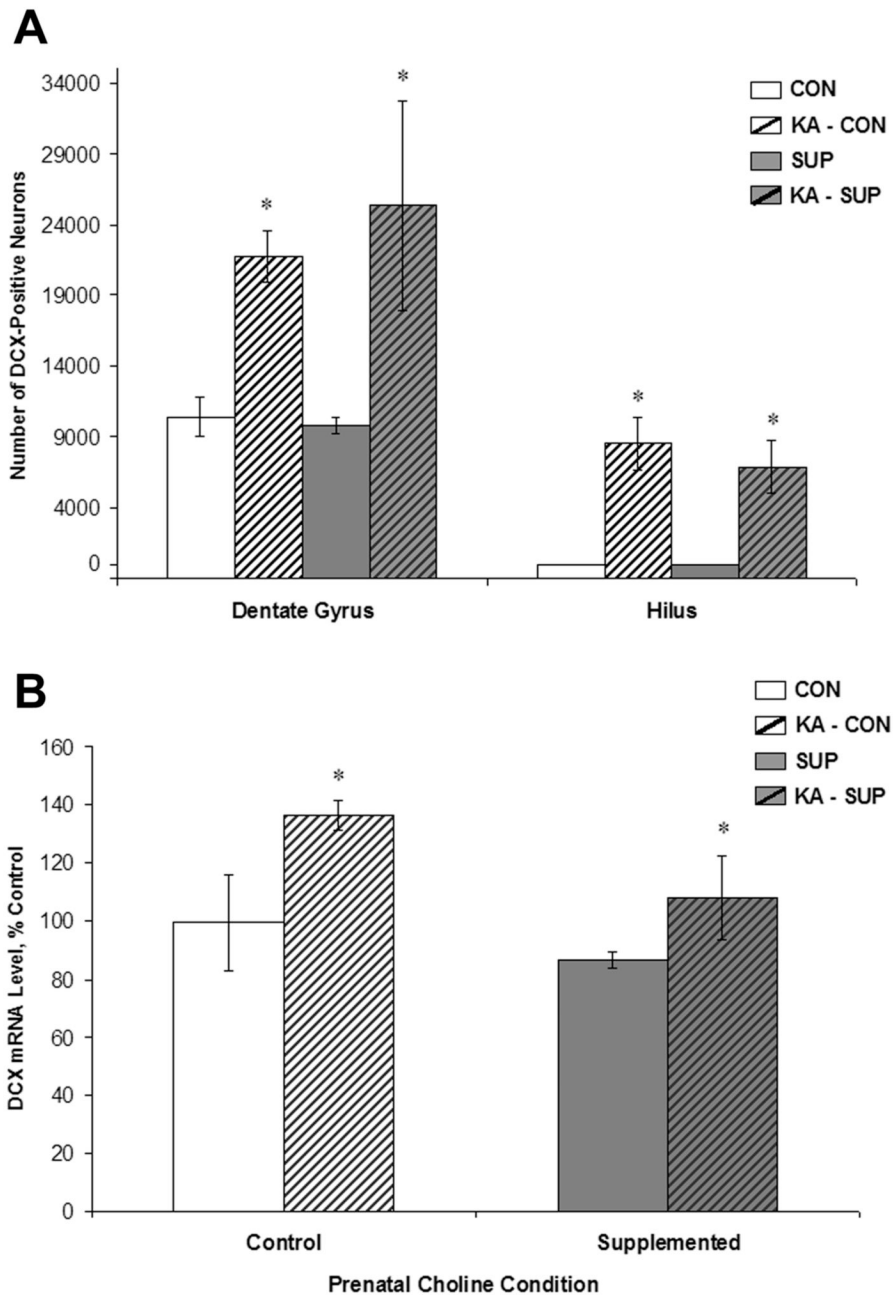 A
34000
29000
24000
19000
14000
9000
4000
0
Number of DCX-Positive Neurons
*
*
*
*
CON
KA - CON
SUP
KA - SUP
Dentate Gyrus
Hilus
B
160
140
120
100
80
60
40
20
0
DCX mRNA Level, % Control
*
*
CON
KA - CON
SUP
KA - SUP
Control
Supplemented
Prenatal Choline Condition